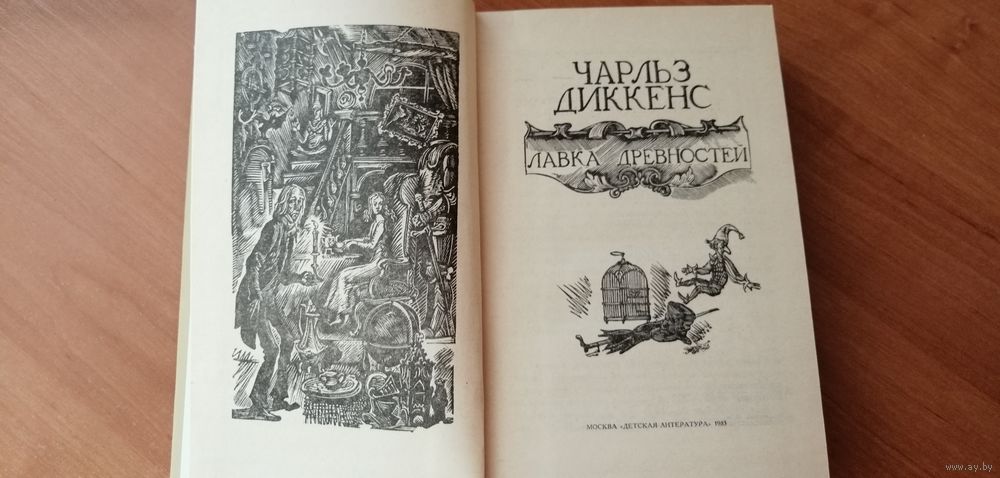 ЧАРЛЬЗ
ДИККЕНС
ЛАВКА ДРЕВНОСТЕЙ
МОСКВА «ДЕТСКАЯ ЛИТЕРАТУРА» 1983
www.ay.by